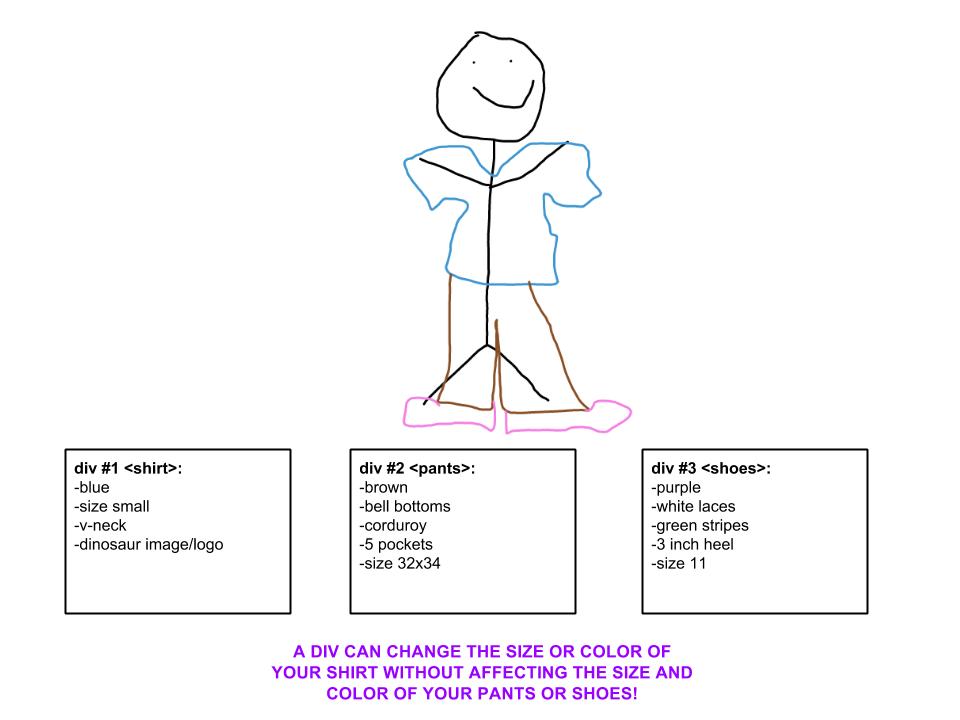 div #1 <shirt>:
-blue
-size small
-v-neck
-dinosaur image/logo
div #2 <pants>:
-brown
-bell bottoms
-corduroy
-5 pockets
-size 32x34
div #3 <shoes>:
-purple
-white laces
-green stripes
-3 inch heel
-size 11
A DIV CAN CHANGE THE SIZE OR COLOR OF
YOUR SHIRT WITHOUT AFFECTING THE SIZE AND
COLOR OF YOUR PANTS OR SHOES!